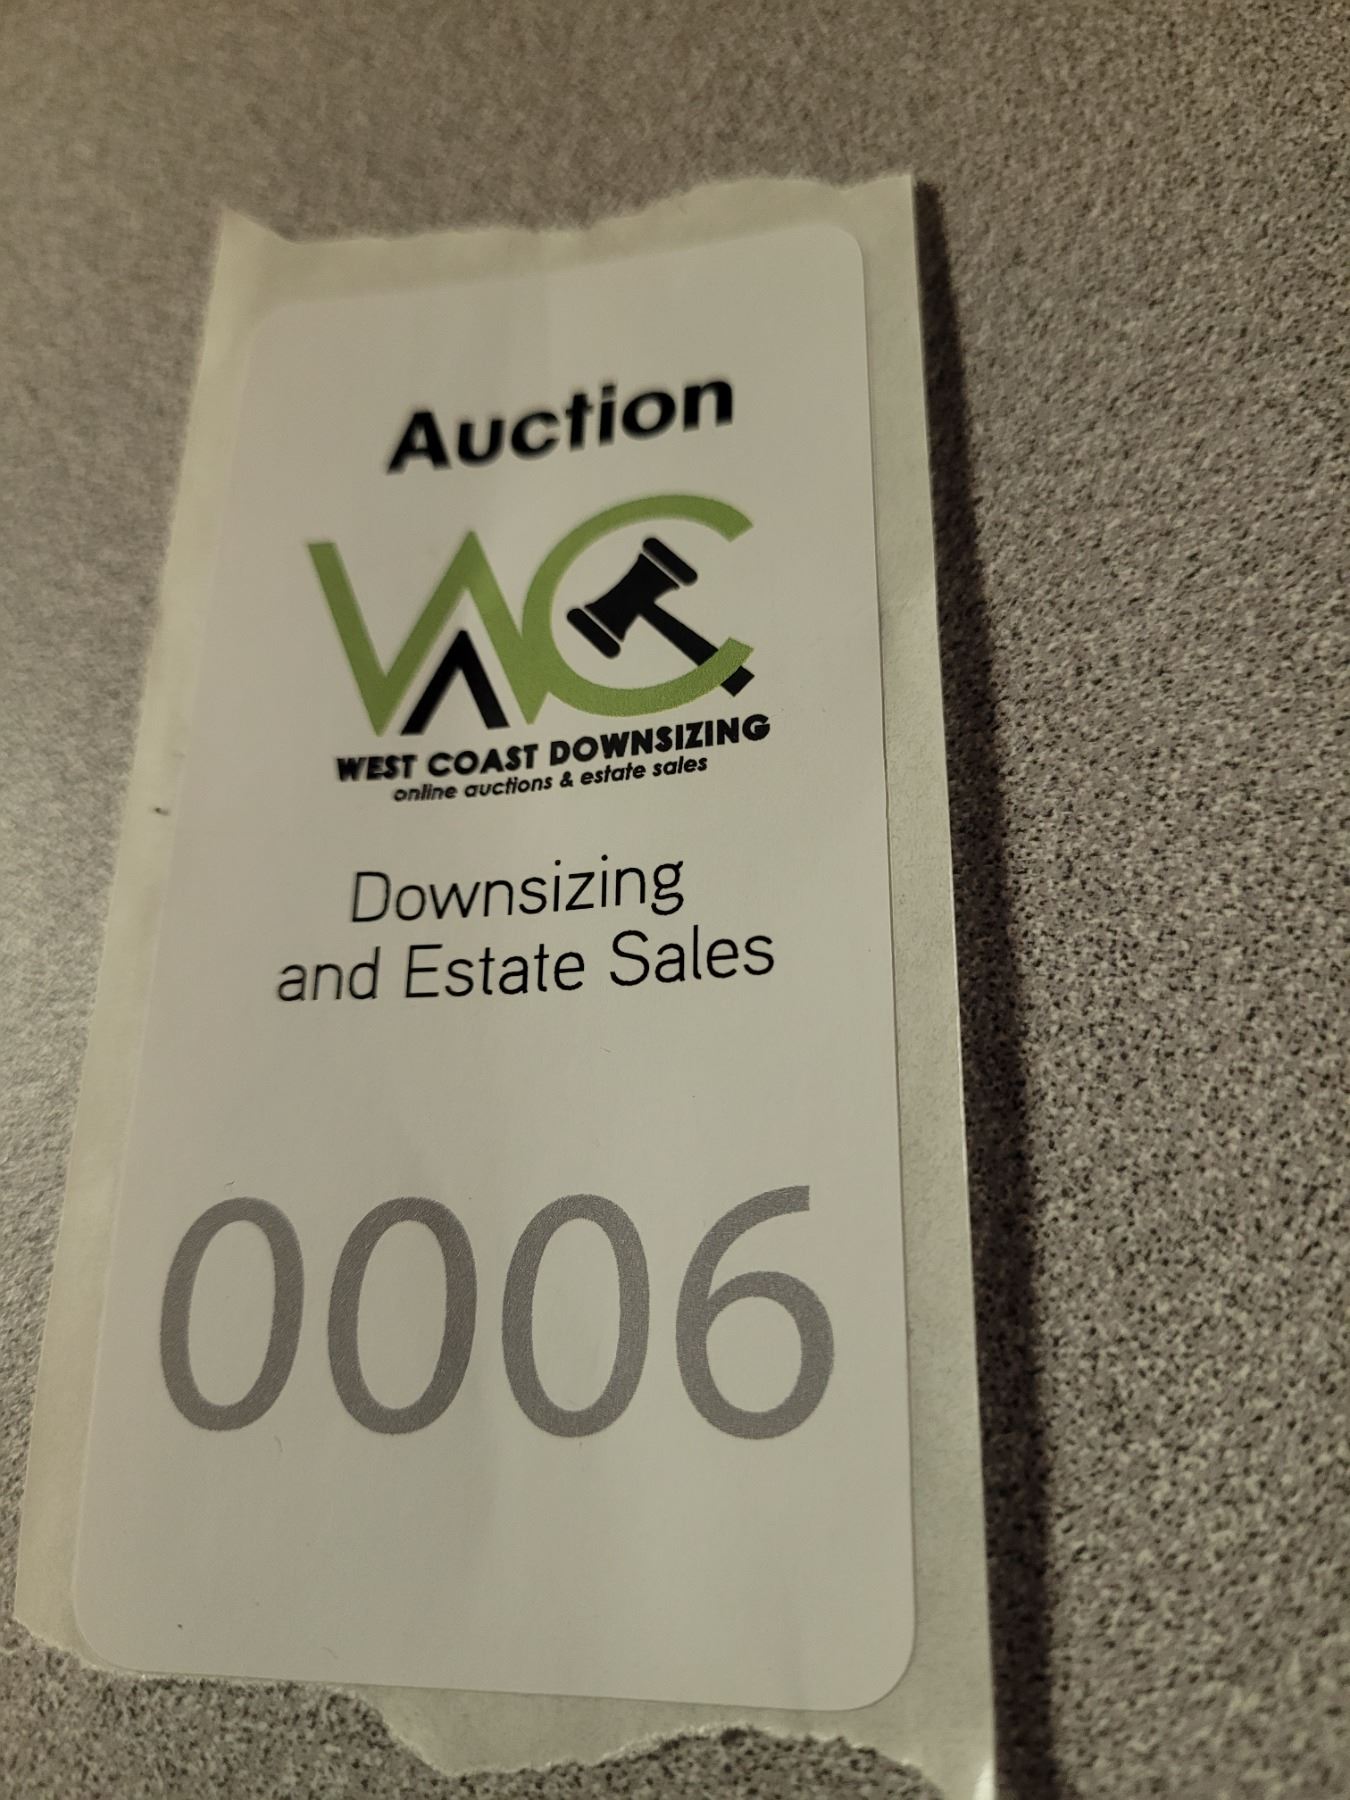 Auction
WC
WEST COAST DOWNSIZING
online auctions & estate sales
Downsizing
and Estate Sales
0006